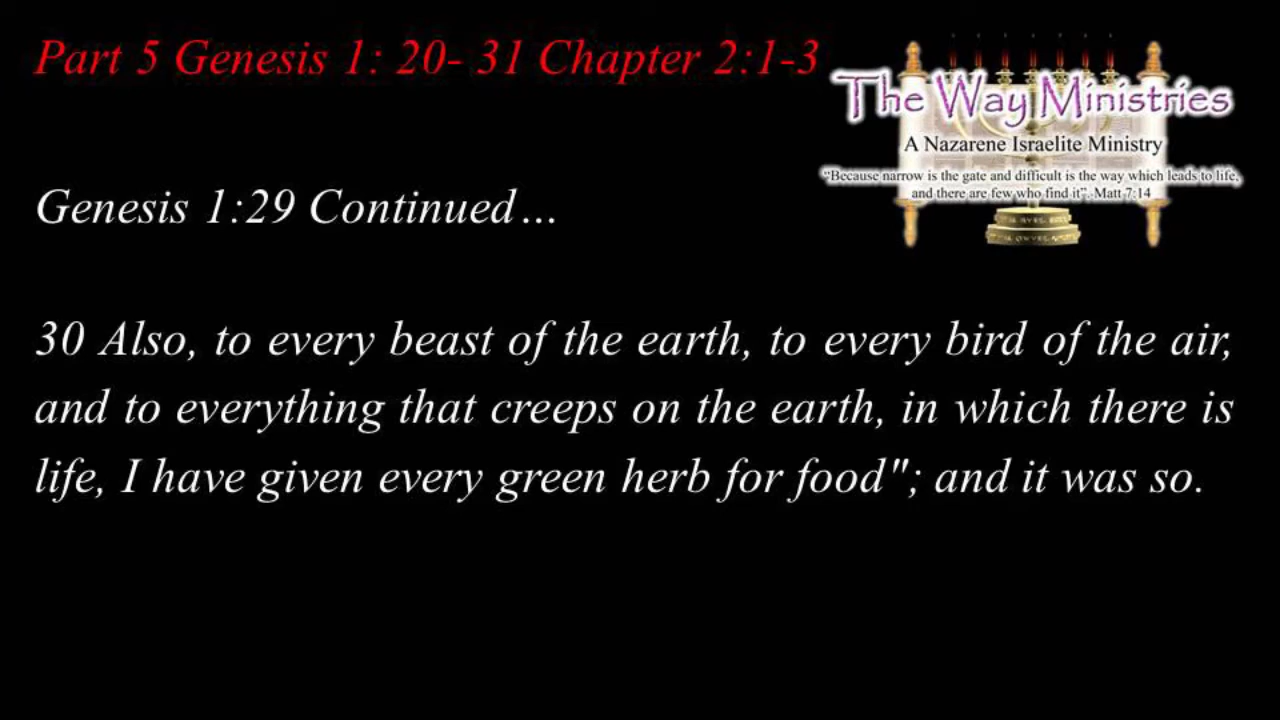 Part 5 Genesis 1: 20- 31 Chapter 2:1-3
The Way Ministries
A Nazarene Israelite Ministry
"Because narrow is the gate and difficult is the way which leads to life,
and there are few who find it". Matt 7:14
Genesis 1:29 Continued…
30 Also, to every beast of the earth, to every bird of the air,
and to everything that creeps on the earth, in which there is
life, I have given every green herb for food"; and it was so.